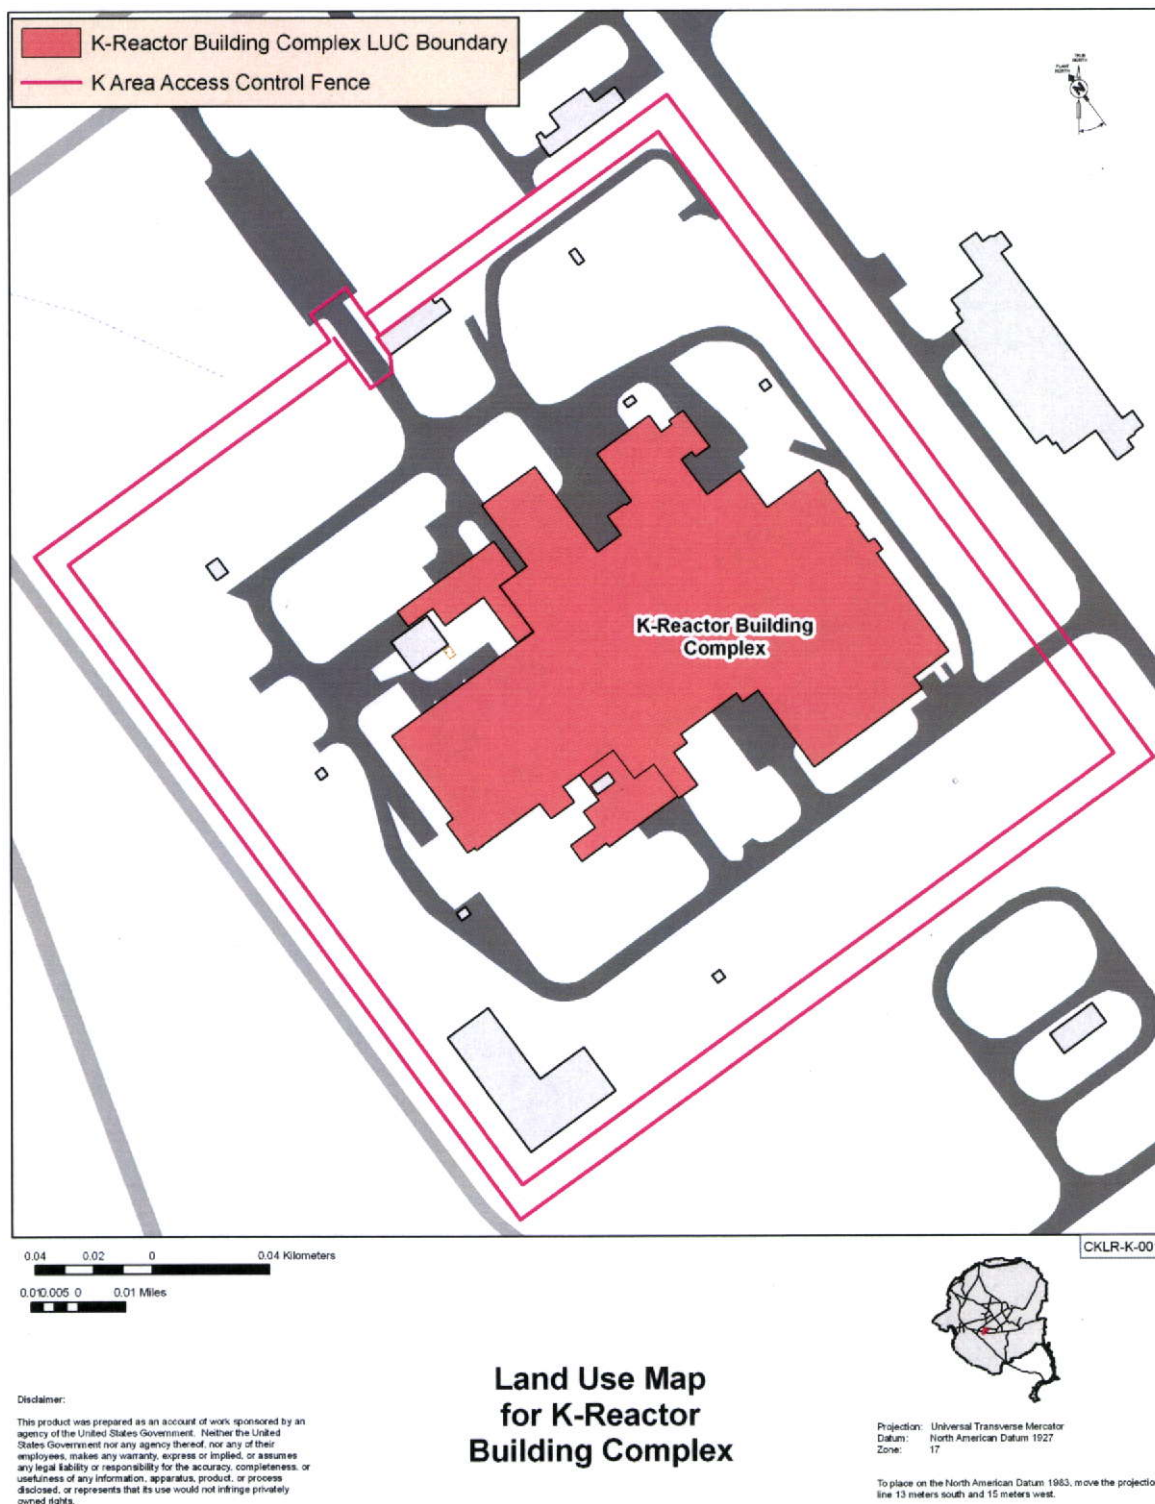 K-Reactor Building Complex LUC Boundary
K Area Access Control Fence
TRUE
NORTH
PLANT
NORTH
N
K-Reactor Building
Complex
CKLR-K-00
0.04 0.02 0 0.04 Kilometers
0.010.005 0 0.01 Miles
Land Use Map
for K-Reactor
Building Complex
Disclaimer:
This product was prepared as an account of work sponsored by an
agency of the United States Government. Neither the United
States Government nor any agency thereof, nor any of their
employees, makes any warranty, express or implied, or assumes
any legal liability or responsibility for the accuracy, completeness, or
usefulness of any information, apparatus, product, or process
disclosed, or represents that its use would not infringe privately
owned rights.
Projection: Universal Transverse Mercator
Datum: North American Datum 1927
Zone: 17
To place on the North American Datum 1983, move the projectio
line 13 meters south and 15 meters west.